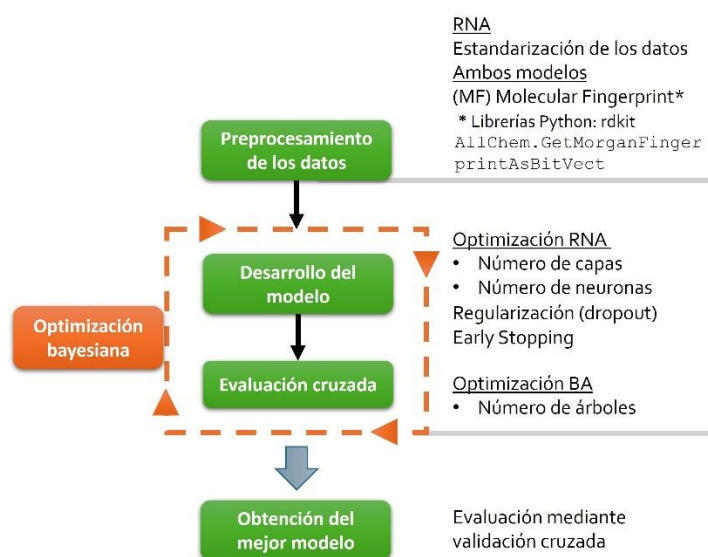 RNA
Estandarización de los datos
Ambos modelos
(MF) Molecular Fingerprint*
* Librerías Python: rdkit
AllChem.GetMorganFinger
printAsBitVect
Preprocesamiento
de los datos
Optimización RNA
• Número de capas
• Número de neuronas
Regularización (dropout)
Early Stopping
Desarrollo del
modelo
Optimización
bayesiana
Evaluación cruzada
Optimización BA
• Número de árboles
Obtención del
mejor modelo
Evaluación mediante
validación cruzada